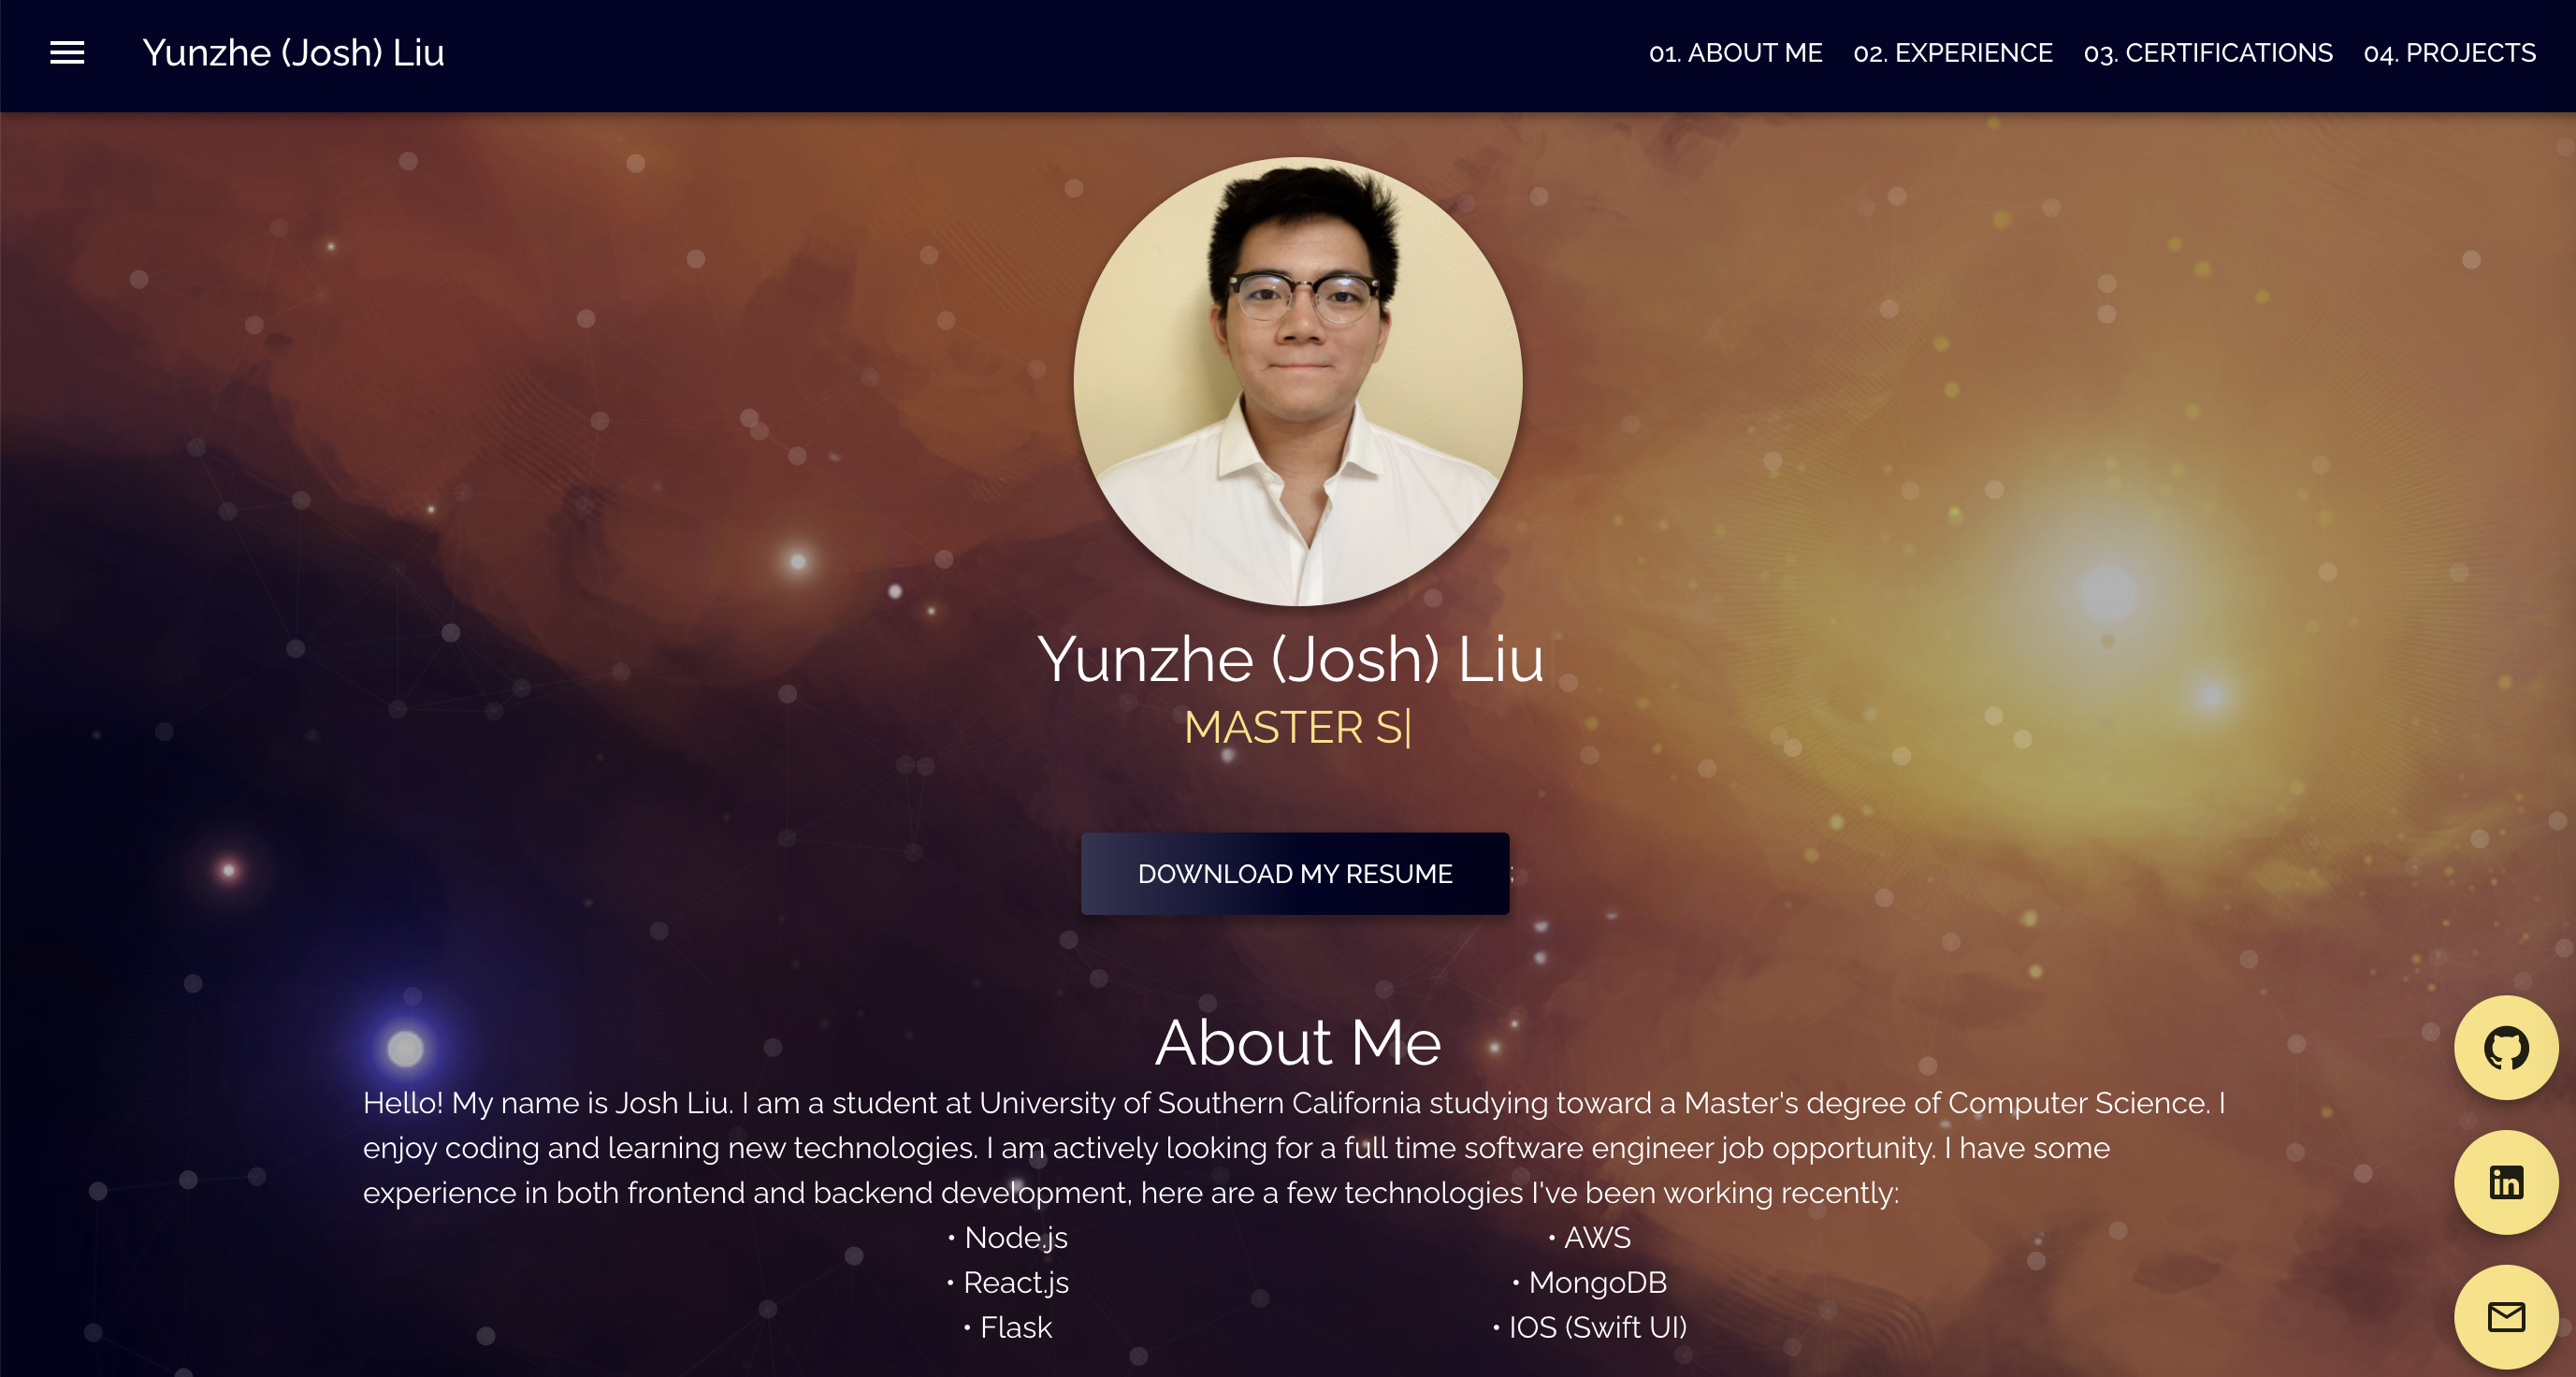 Yunzhe (Josh) Liu
01. ABOUT ME 02. EXPERIENCE 03. CERTIFICATIONS 04. PROJECTS
Yunzhe (Josh) Liu
MASTER S|
DOWNLOAD MY RESUME ;
About Me
Hello! My name is Josh Liu. I am a student at University of Southern California studying toward a Master's degree of Computer Science. I
enjoy coding and learning new technologies. I am actively looking for a full time software engineer job opportunity. I have some
experience in both frontend and backend development, here are a few technologies I've been working recently:
• Node.js
• React.js
• Flask
• AWS
• MongoDB
• IOS (Swift UI)
in